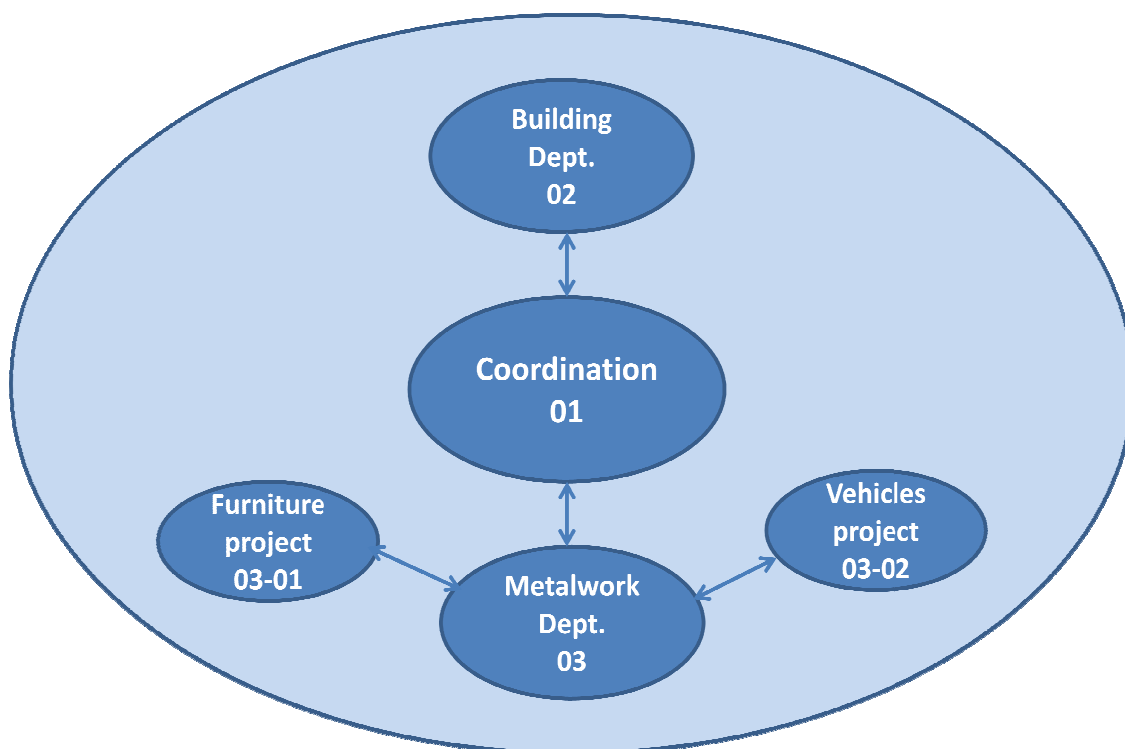 Building
Dept.
02
Coordination
01
Furniture
project
03-01
Vehicles
project
03-02
Metalwork
Dept.
03